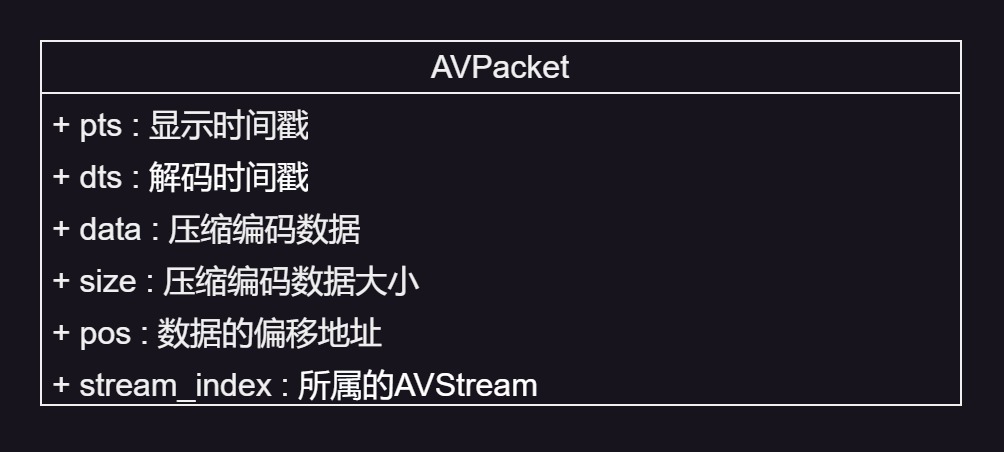 AVPacket
+ pts : 显示时间戳
+ dts : 解码时间戳
+ data : 压缩编码数据
+ size : 压缩编码数据大小
+ pos : 数据的偏移地址
+ stream_index : 所属的AVStream